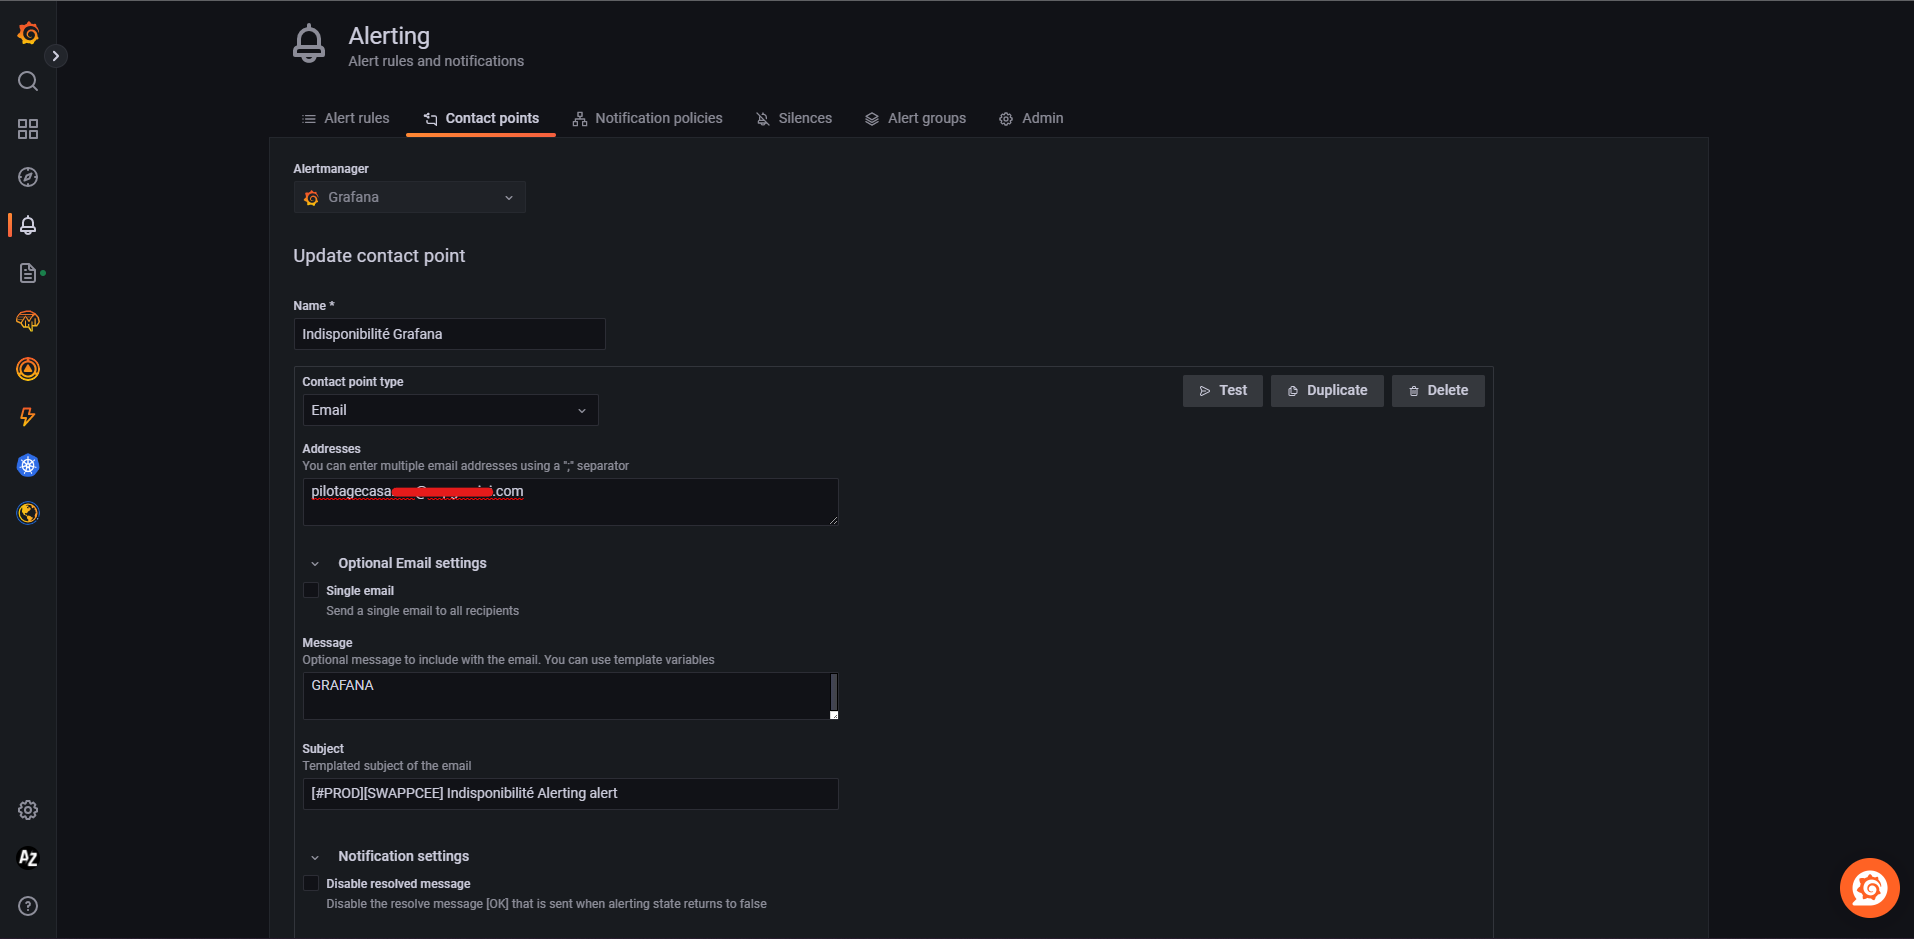 Alerting
Alert rules and notifications
Alert rules
Contact points
Notification policies
Silences
Alert groups
Admin
Alertmanager
Grafana
Update contact point
Name *
Indisponibilité Grafana
Contact point type
Email
Test
Duplicate
Delete
Addresses
You can enter multiple email addresses using a ";" separator
pilotagecasa. @ .com
Optional Email settings
Single email
Send a single email to all recipients
Message
Optional message to include with the email. You can use template variables
GRAFANA
Subject
Templated subject of the email
[#PROD][SWAPPCEE] Indisponibilité Alerting alert
Notification settings
Disable resolved message
Disable the resolve message [OK] that is sent when alerting state returns to false
AZ